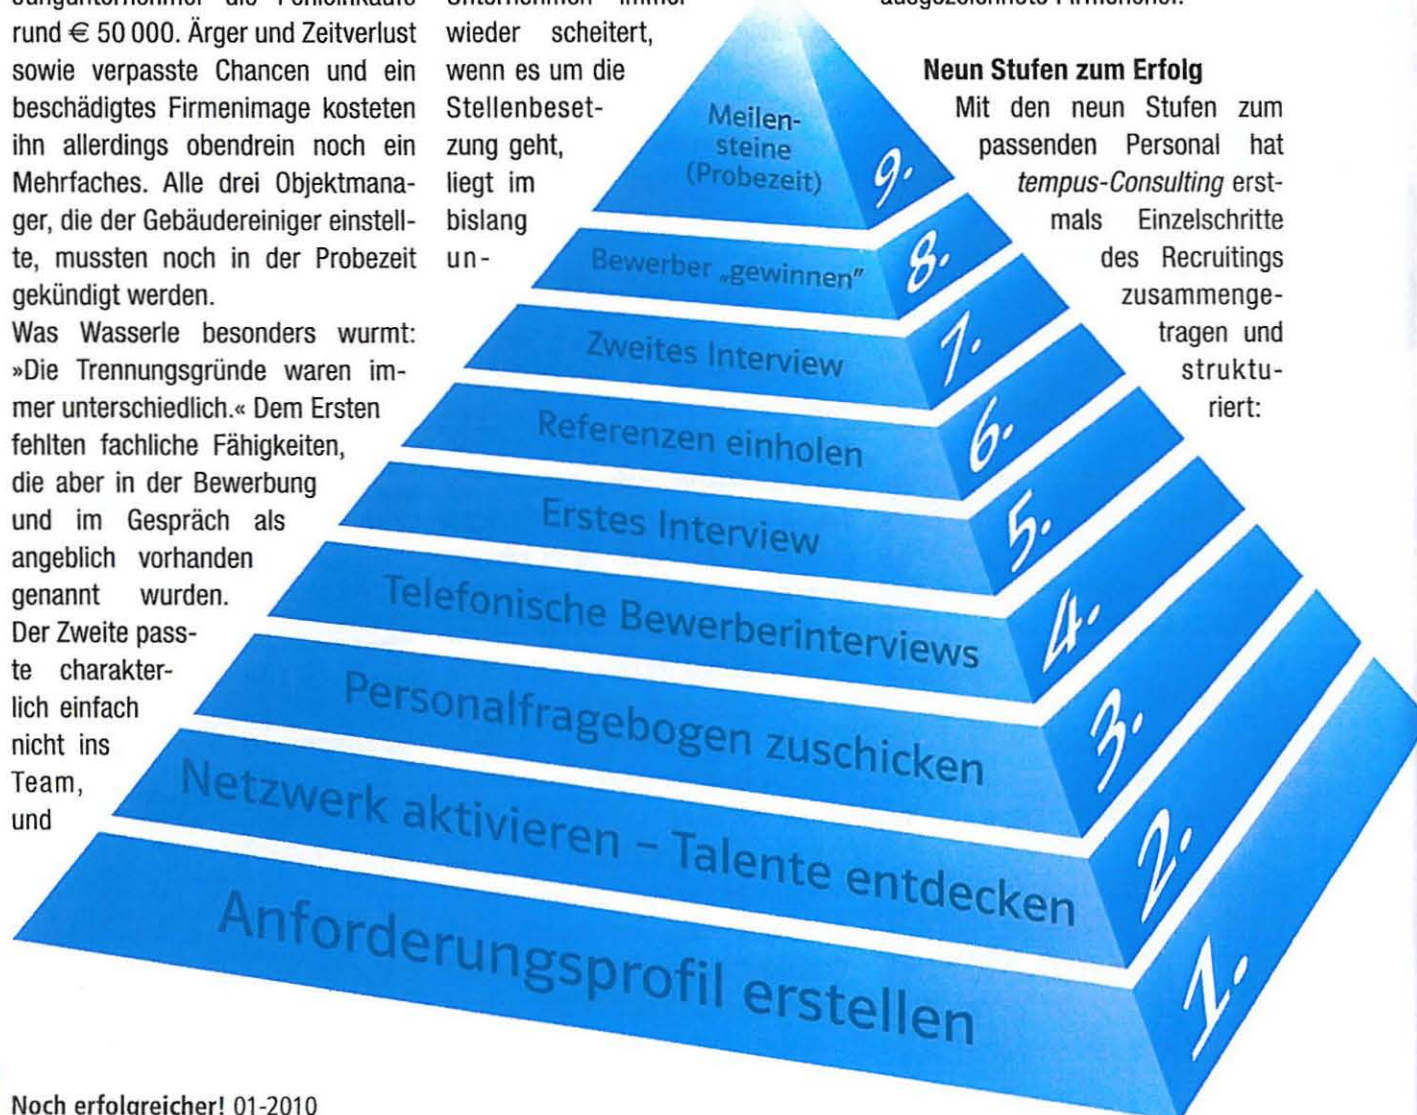 rund € 50 000. Ärger und Zeitverlust
sowie verpasste Chancen und ein
beschädigtes Firmenimage kosteten
ihn allerdings obendrein noch ein
Mehrfaches. Alle drei Objektmana-
ger, die der Gebäudereiniger einstell-
te, mussten noch in der Probezeit
gekündigt werden.
Was Wasserle besonders wurmt:
»Die Trennungsgründe waren im-
mer unterschiedlich.« Dem Ersten
fehlten fachliche Fähigkeiten,
die aber in der Bewerbung
und im Gespräch als
angeblich vorhanden
genannt wurden.
Der Zweite pass-
te charakter-
lich einfach
nicht ins
Team,
und
wieder scheitert,
wenn es um die
Stellenbeset-
zung geht,
liegt im
bislang
un-
Neun Stufen zum Erfolg
Mit den neun Stufen zum
passenden Personal hat
tempus-Consulting erst-
mals Einzelschritte
des Recruitings
zusammenge-
tragen und
struktu-
riert:
Meilen-
steine
(Probezeit)
9.
Bewerber „gewinnen"
8.
Zweites Interview
7.
Referenzen einholen
6.
Erstes Interview
5.
Telefonische Bewerberinterviews
4.
Personalfragebogen zuschicken
3.
Netzwerk aktivieren – Talente entdecken
2.
Anforderungsprofil erstellen
1.
Noch erfolgreicher! 01-2010